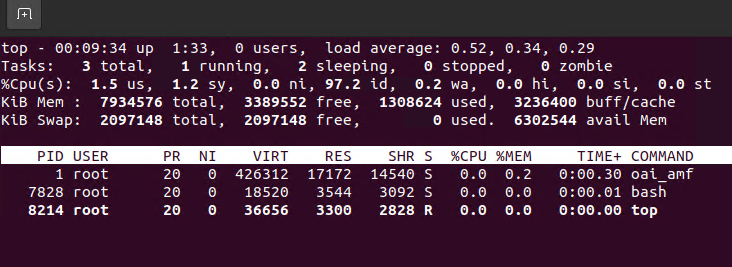 top - 00:09:34 up  1:33,  0 users,  load average: 0.52, 0.34, 0.29
Tasks:   3 total,   1 running,   2 sleeping,   0 stopped,   0 zombie
%Cpu(s):  1.5 us,  1.2 sy,  0.0 ni, 97.2 id,  0.2 wa,  0.0 hi,  0.0 si,  0.0 st
KiB Mem :  7934576 total,  3389552 free,  1308624 used,  3236400 buff/cache
KiB Swap:  2097148 total,  2097148 free,        0 used.  6302544 avail Mem
PID USER      PR  NI    VIRT    RES    SHR S  %CPU %MEM     TIME+ COMMAND
1 root      20   0  426312  17172  14540 S   0.0  0.2   0:00.30 oai_amf
7828 root      20   0   18520   3544   3092 S   0.0  0.0   0:00.01 bash
8214 root      20   0   36656   3300   2828 R   0.0  0.0   0:00.00 top